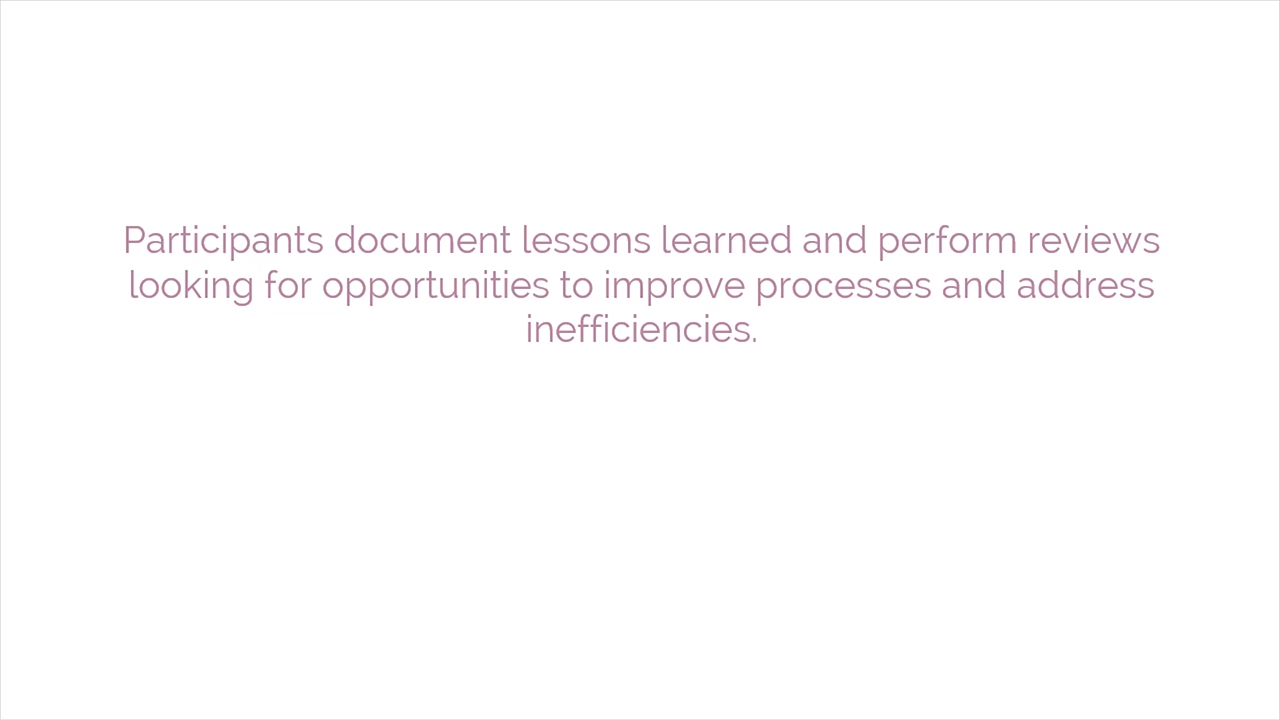 Participants document lessons learned and perform reviews
looking for opportunities to improve processes and address
inefficiencies.